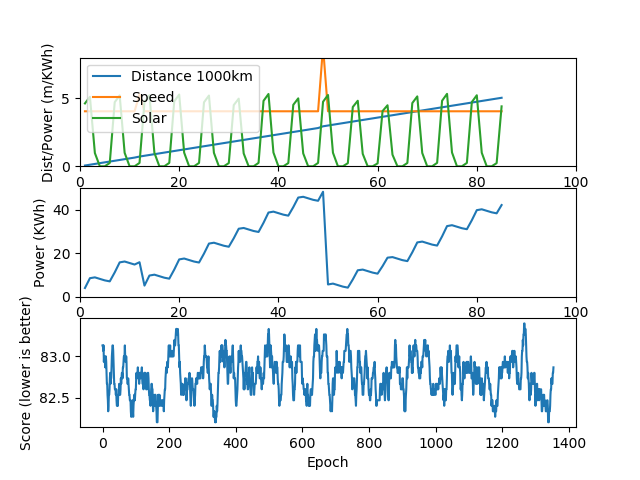 Dist/Power (m/KWh)
5
0
Distance 1000km
Speed
Solar
0 20 40 60 80 100
Power (KWh)
40
20
0
0 20 40 60 80 100
Score (lower is better)
83.0
82.5
0 200 400 600 800 1000 1200 1400
Epoch